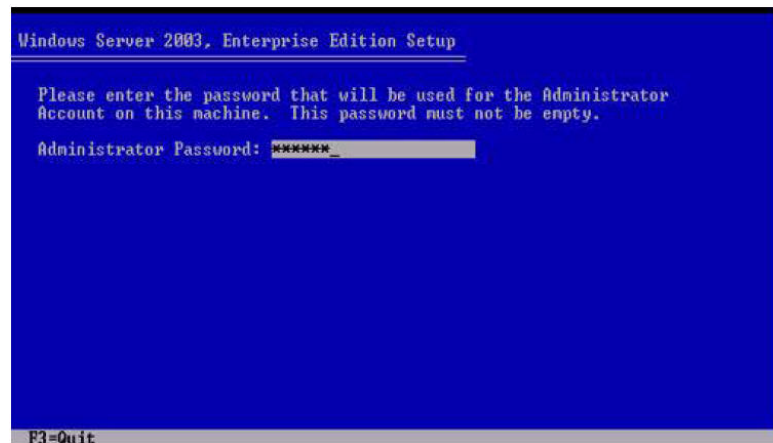 Windows Server 2003, Enterprise Edition Setup
Please enter the password that will be used for the Administrator
Account on this machine. This password must not be empty.
Administrator Password: ******_
F3=Quit